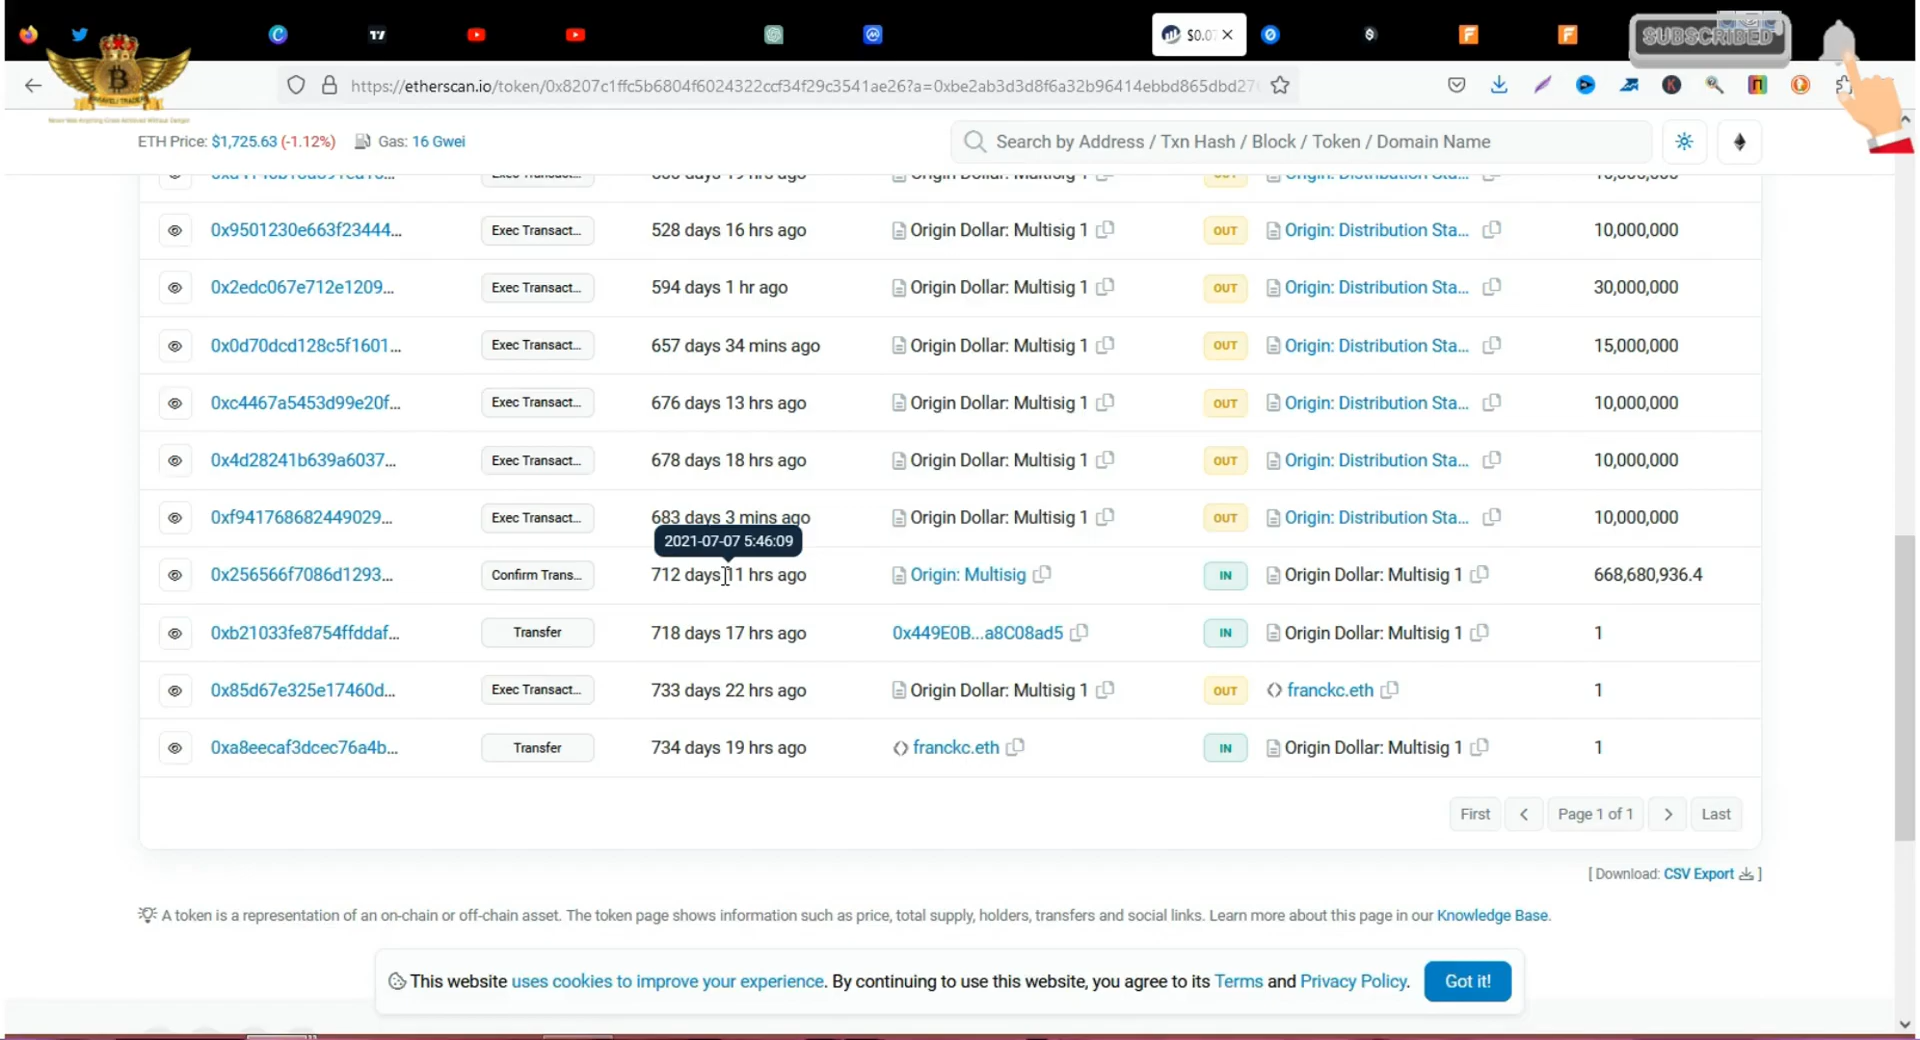 $0.0
SUBSCRIBED
https://etherscan.io/token/0x8207c1ffc5b6804f6024322ccf34f29c3541ae26?a=0xbe2ab3d3d8f6a32b96414ebbd865dbd27
ETH Price: $1,725.63 (-1.12%) Gas: 16 Gwei
Search by Address / Txn Hash / Block / Token / Domain Name
Origin Dollar: Multisig 1 OUT Origin: Distribution Sta... 10,000,000
0x9501230e663f23444... Exec Transact... 528 days 16 hrs ago Origin Dollar: Multisig 1 OUT Origin: Distribution Sta... 10,000,000
0x2edc067e712e1209... Exec Transact... 594 days 1 hr ago Origin Dollar: Multisig 1 OUT Origin: Distribution Sta... 30,000,000
0x0d70dcd128c5f1601... Exec Transact... 657 days 34 mins ago Origin Dollar: Multisig 1 OUT Origin: Distribution Sta... 15,000,000
0xc4467a5453d99e20f... Exec Transact... 676 days 13 hrs ago Origin Dollar: Multisig 1 OUT Origin: Distribution Sta... 10,000,000
0x4d28241b639a6037... Exec Transact... 678 days 18 hrs ago Origin Dollar: Multisig 1 OUT Origin: Distribution Sta... 10,000,000
0xf941768682449029... Exec Transact... 683 days 3 mins ago Origin Dollar: Multisig 1 OUT Origin: Distribution Sta... 10,000,000
2021-07-07 5:46:09
0x256566f7086d1293... Confirm Trans... 712 days 11 hrs ago Origin: Multisig IN Origin Dollar: Multisig 1 668,680,936.4
0xb21033fe8754ffddaf... Transfer 718 days 17 hrs ago 0x449E0B...a8C08ad5 IN Origin Dollar: Multisig 1 1
0x85d67e325e17460d... Exec Transact... 733 days 22 hrs ago Origin Dollar: Multisig 1 OUT franckc.eth 1
0xa8eecaf3dcec76a4b... Transfer 734 days 19 hrs ago franckc.eth IN Origin Dollar: Multisig 1 1
First Page 1 of 1 Last
[ Download: CSV Export ]
A token is a representation of an on-chain or off-chain asset. The token page shows information such as price, total supply, holders, transfers and social links. Learn more about this page in our Knowledge Base.
This website uses cookies to improve your experience. By continuing to use this website, you agree to its Terms and Privacy Policy. Got it!